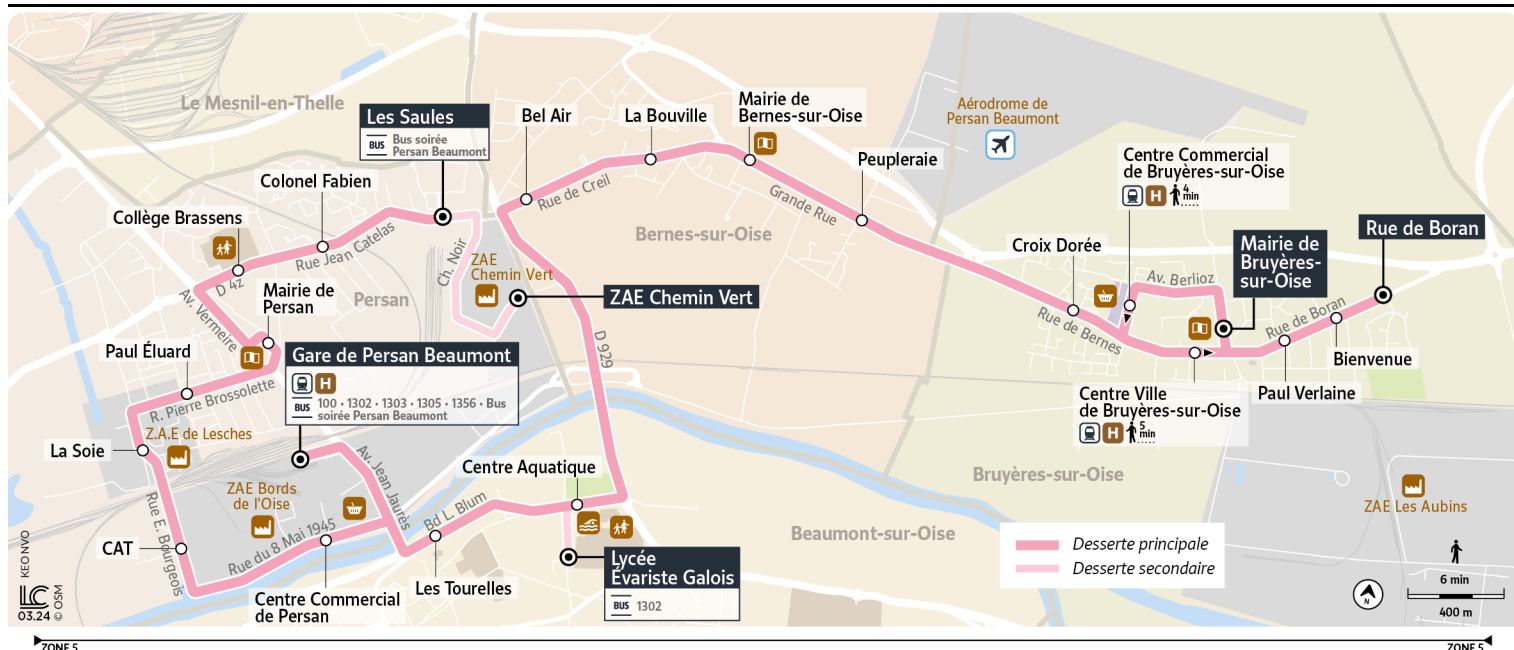 Le Mesnil-en-Thelle
Les Saules
BUS
Bus soirée
Persan Beaumont
Bel Air
La Bouville
Mairie de
Bernes-sur-Oise
Aérodrome de
Persan Beaumont
Peupleraie
Centre Commercial
de Bruyères-sur-Oise
H
4
min
Colonel Fabien
Collège Brassens
Rue de Creil
Grande Rue
Rue Jean Catelas
Ch. Noir
Bernes-sur-Oise
Croix Dorée
Mairie de
Bruyères-
sur-Oise
Rue de Boran
ZAE
Chemin Vert
D 4z
Av. Vermeire
Mairie de
Persan
Persan
ZAE Chemin Vert
Av. Berlioz
Rue de Bernes
Rue de Boran
D 929
Paul Éluard
Gare de Persan Beaumont
H
BUS
100 • 1302 • 1303 • 1305 • 1356 • Bus
soirée Persan Beaumont
R. Pierre Brossolette
Bienvenue
Paul Verlaine
Centre Ville
de Bruyères-sur-Oise
H
5
min
Z.A.E de Lesches
La Soie
Av. Jean Jaurès
Centre Aquatique
Bruyères-sur-Oise
ZAE Bords
de l'Oise
Bd L. Blum
Rue E. Bourgeois
Rue du 8 Mai 1945
CAT
ZAE Les Aubins
Beaumont-sur-Oise
Desserte principale
Desserte secondaire
Lycée
Évariste Galois
BUS
1302
Les Tourelles
Centre Commercial
de Persan
KEONVO
LC
03.24 © OSM
N
6 min
400 m
ZONE 5
ZONE 5